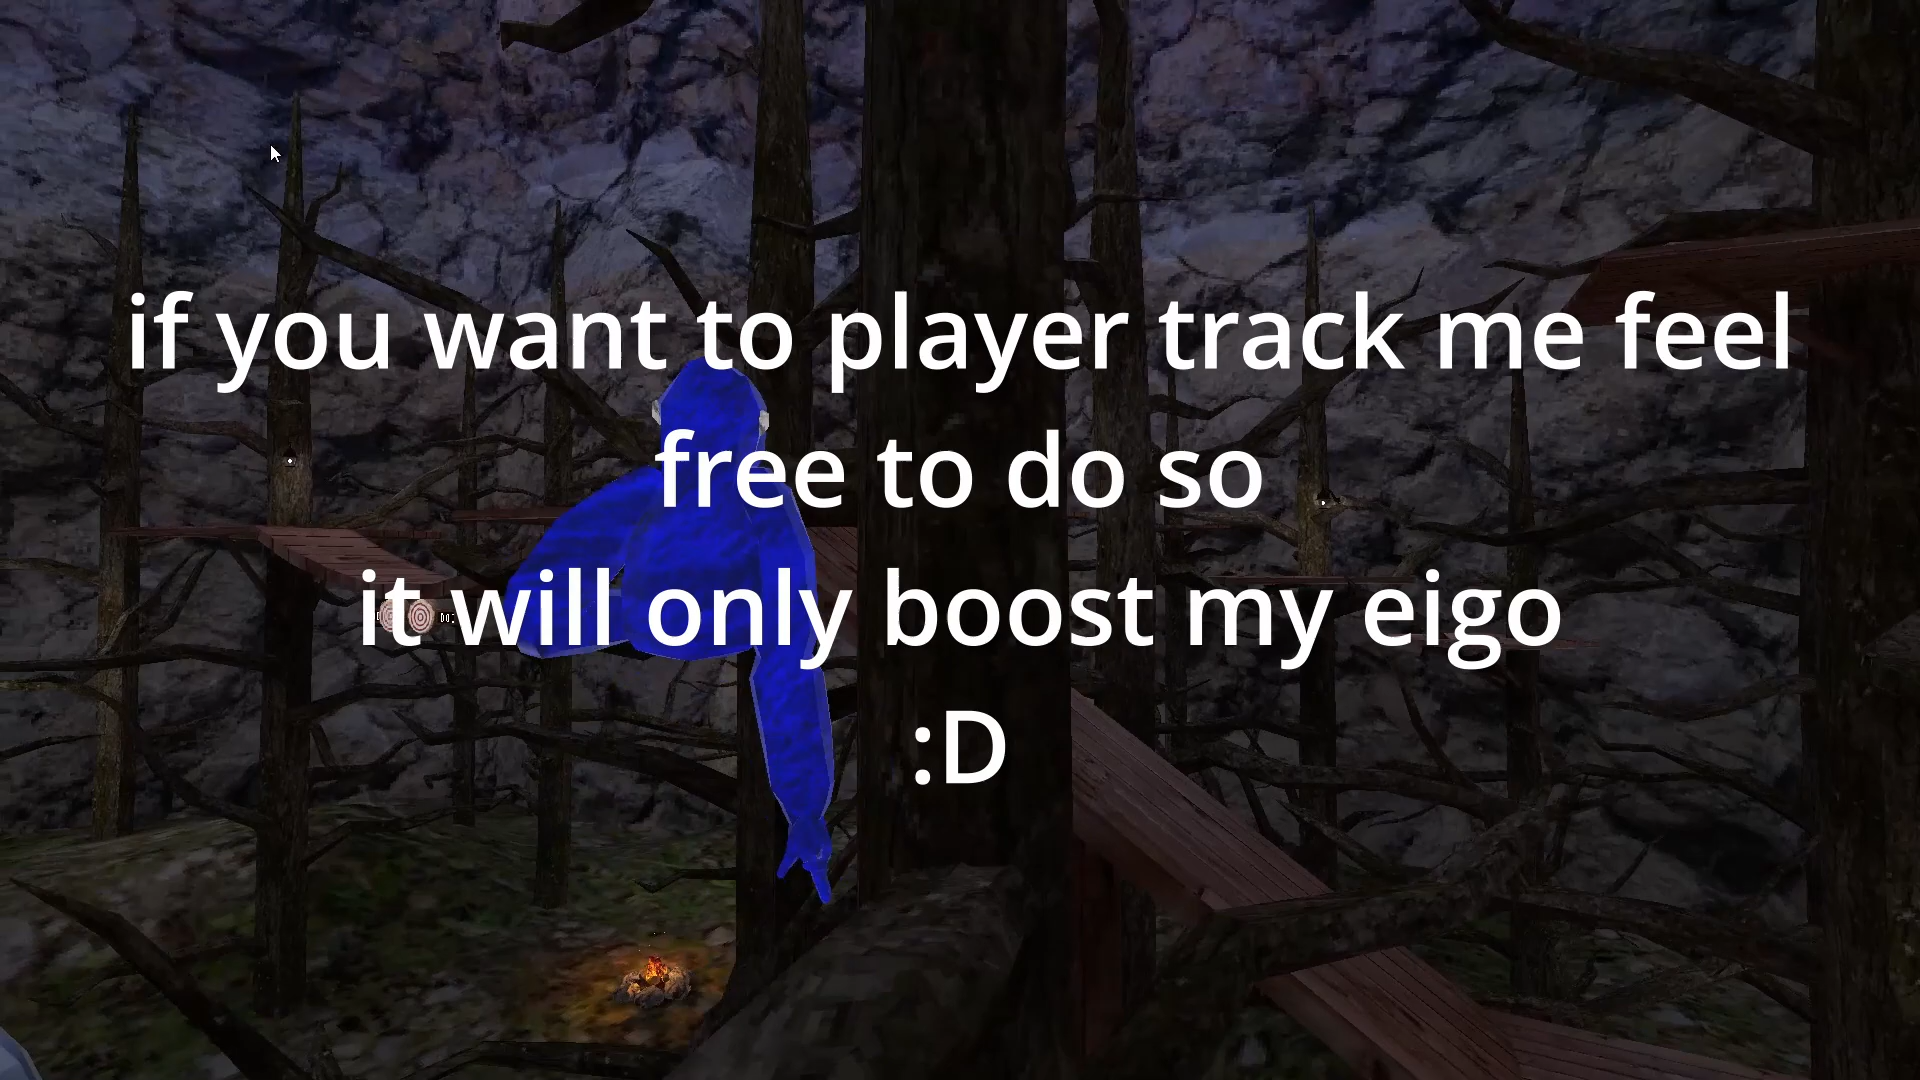 if you want to player track me feel
free to do so
it will only boost my eigo
:D